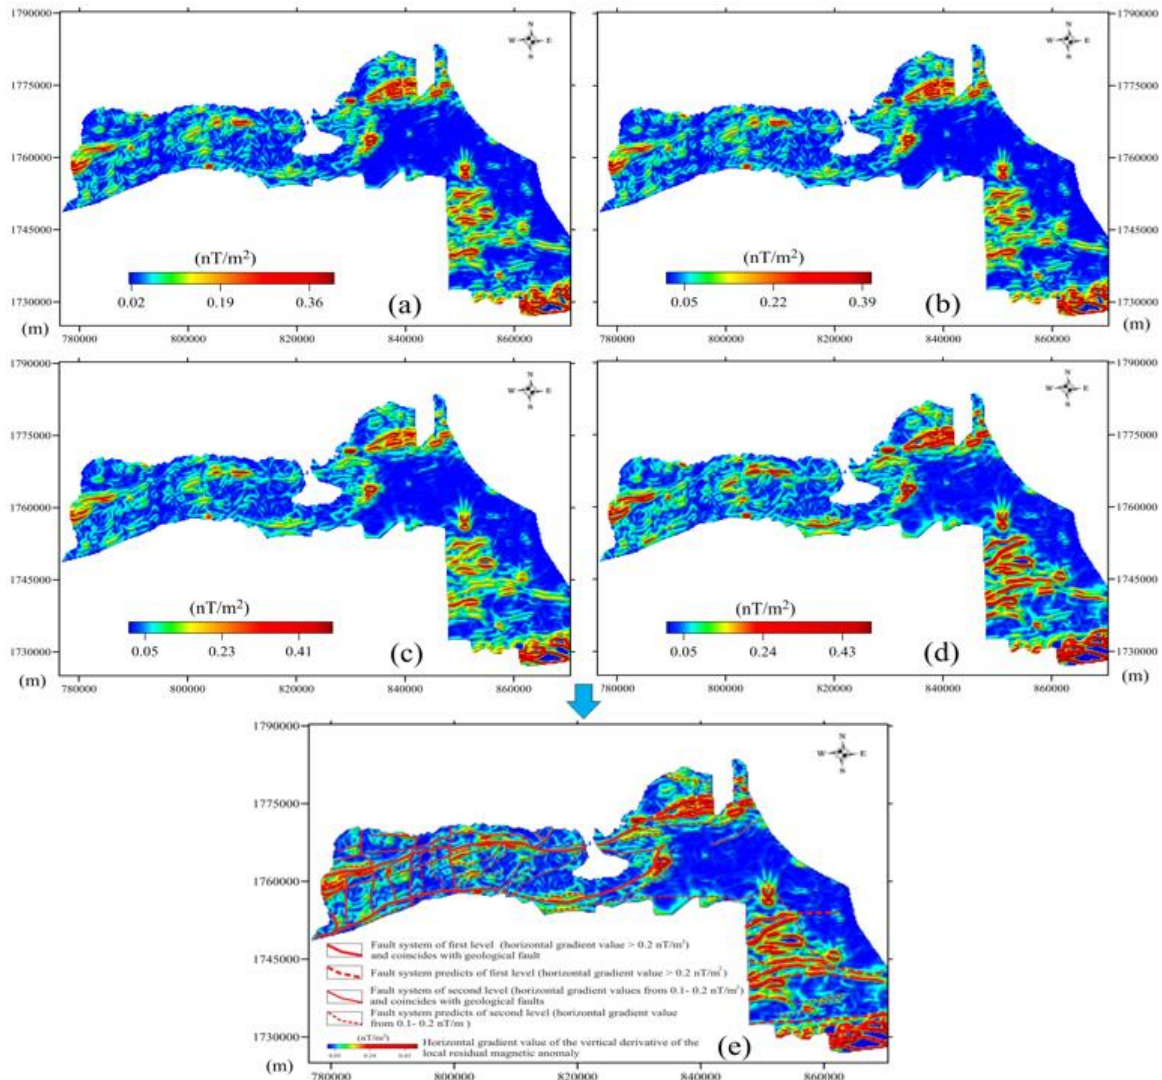 1790000
1775000
1760000
1745000
1730000
(m)
780000 800000 820000 840000 860000
N
W E
S
(nT/m²)
0.02 0.19 0.36
(a)
1790000
1775000
1760000
1745000
1730000
(m)
780000 800000 820000 840000 860000
N
W E
S
(nT/m²)
0.05 0.22 0.39
(b)
1790000
1775000
1760000
1745000
1730000
(m)
780000 800000 820000 840000 860000
N
W E
S
(nT/m²)
0.05 0.23 0.41
(c)
1790000
1775000
1760000
1745000
1730000
(m)
780000 800000 820000 840000 860000
N
W E
S
(nT/m²)
0.05 0.24 0.43
(d)
1790000
1775000
1760000
1745000
1730000
(m)
780000 800000 820000 840000 860000
N
W E
S
Fault system of first level (horizontal gradient value > 0.2 nT/m²)
and coincides with geological fault
Fault system predicts of first level (horizontal gradient value > 0.2 nT/m²)
Fault system of second level (horizontal gradient values from 0.1- 0.2 nT/m²)
and coincides with geological faults
Fault system predicts of second level (horizontal gradient value
from 0.1- 0.2 nT/m )
(nT/m²)
0.05 0.24 0.43
Horizontal gradient value of the vertical derivative of the
local residual magnetic anomaly
(e)